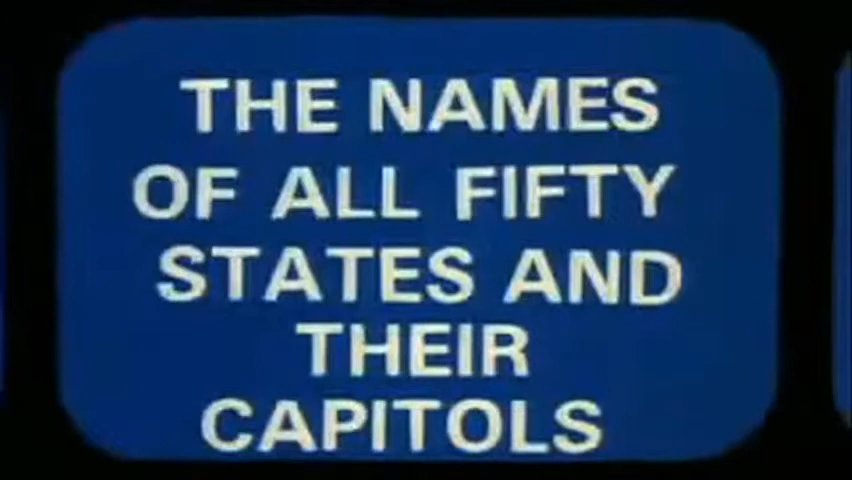 THE NAMES
OF ALL FIFTY
STATES AND
THEIR
CAPITOLS